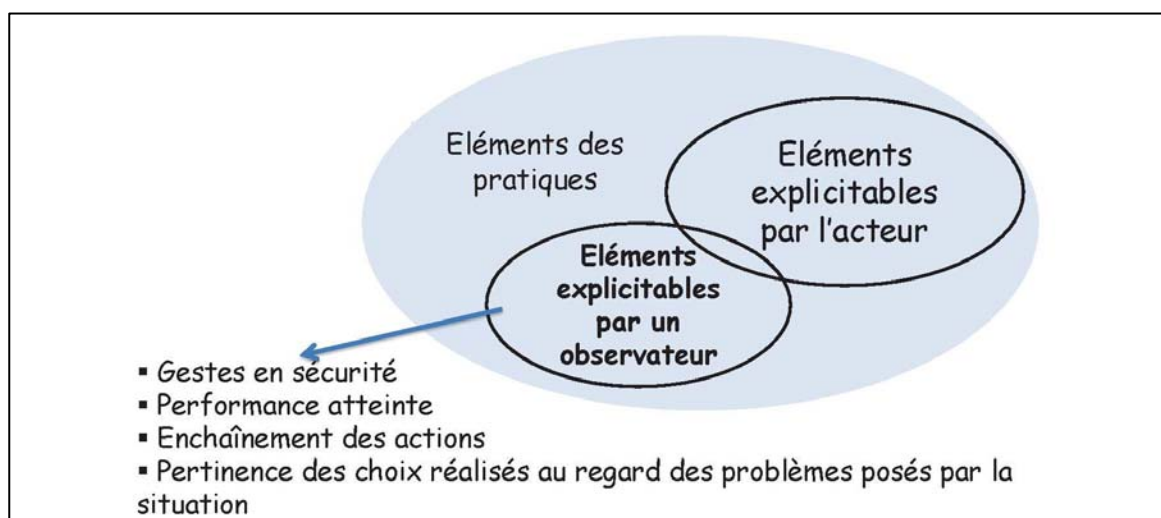 Eléments des
pratiques
Eléments
explicitables
par l'acteur
Eléments
explicitables
par un
observateur
▪ Gestes en sécurité
▪ Performance atteinte
▪ Enchaînement des actions
▪ Pertinence des choix réalisés au regard des problèmes posés par la
situation